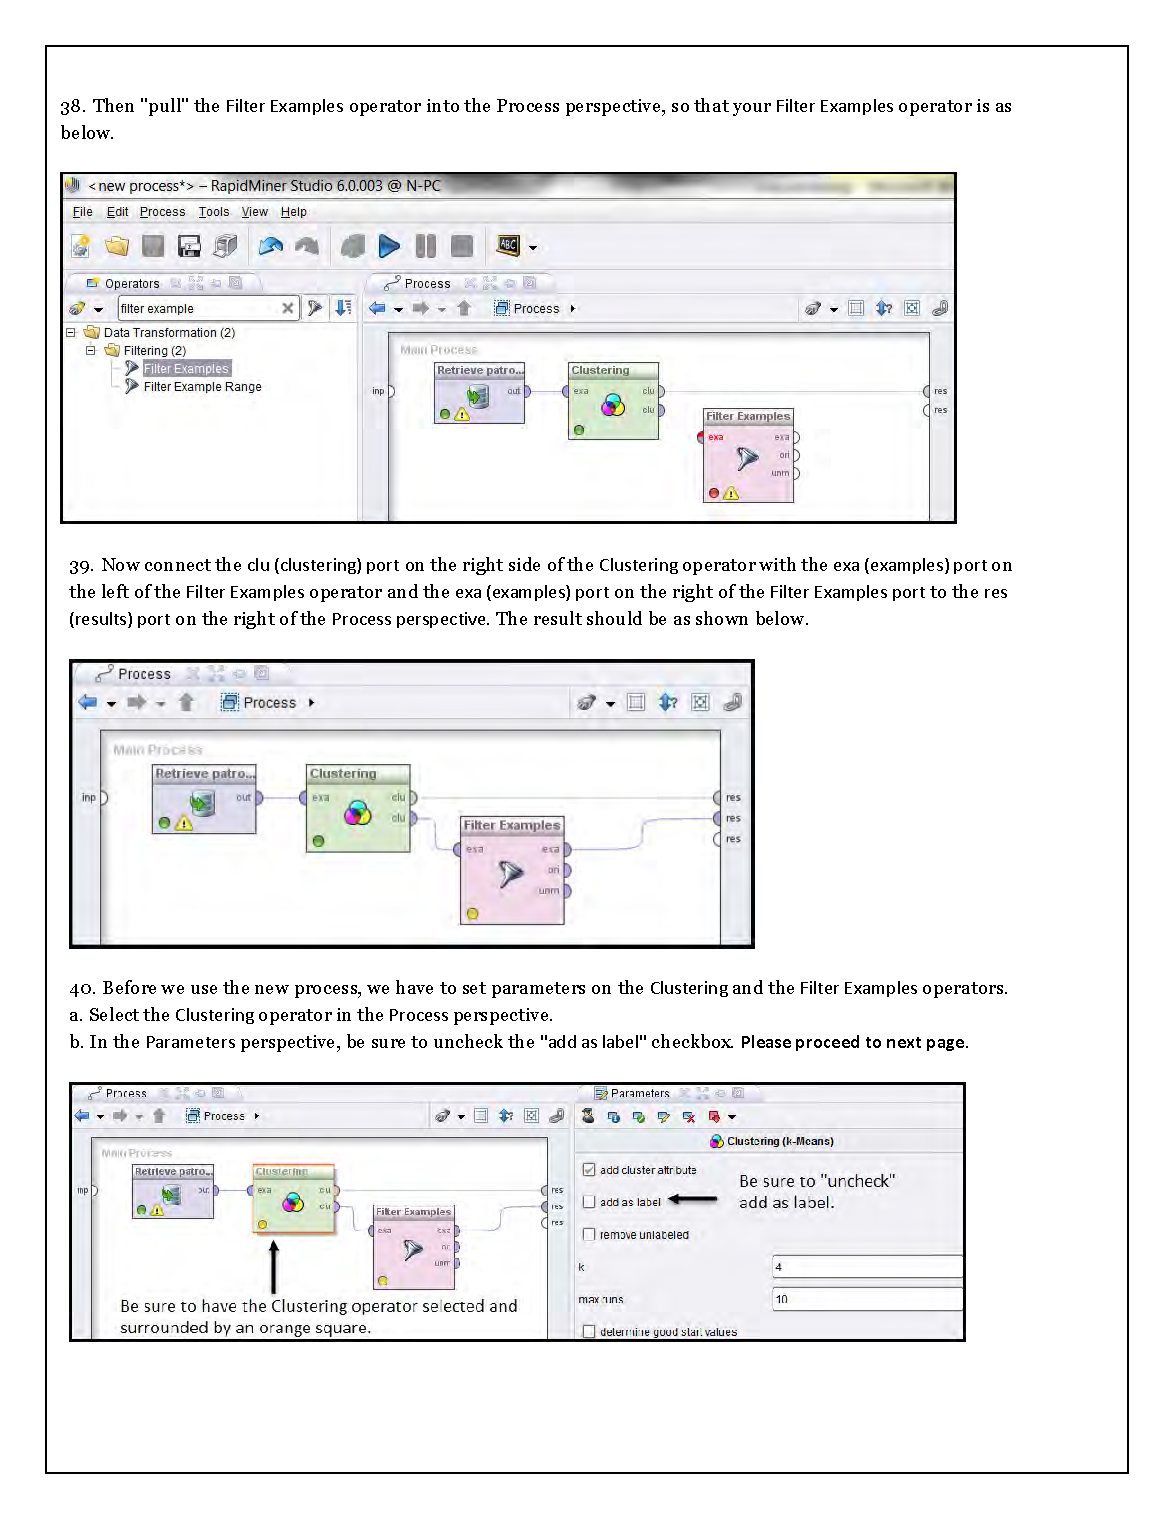 38. Then "pull" the Filter Examples operator into the Process perspective, so that your Filter Examples operator is as
below.
<new process*> – RapidMiner Studio 6.0.003 @ N-PC
File Edit Process Tools View Help
ABC
Operators
Process
filter example
Process
Data Transformation (2)
Filtering (2)
Filter Examples
Filter Example Range
Main Process
Retrieve patro...
Clustering
inp
out
exa
clu
res
clu
res
Filter Examples
exa
exa
ori
unm
39. Now connect the clu (clustering) port on the right side of the Clustering operator with the exa (examples) port on
the left of the Filter Examples operator and the exa (examples) port on the right of the Filter Examples port to the res
(results) port on the right of the Process perspective. The result should be as shown below.
Process
Process
Main Process
Retrieve patro...
Clustering
inp
out
exa
clu
res
clu
res
Filter Examples
res
exa
exa
ori
unm
40. Before we use the new process, we have to set parameters on the Clustering and the Filter Examples operators.
a. Select the Clustering operator in the Process perspective.
b. In the Parameters perspective, be sure to uncheck the "add as label" checkbox. Please proceed to next page.
Process
Parameters
Process
Clustering (k-Means)
Main Process
Retrieve patro...
Clustering
add cluster attribute
Be sure to "uncheck"
add as label.
add as label
inp
out
exa
clu
res
clu
res
Filter Examples
res
exa
exa
ori
unm
remove unlabeled
k
4
max runs
10
determine good start values
Be sure to have the Clustering operator selected and
surrounded by an orange square.